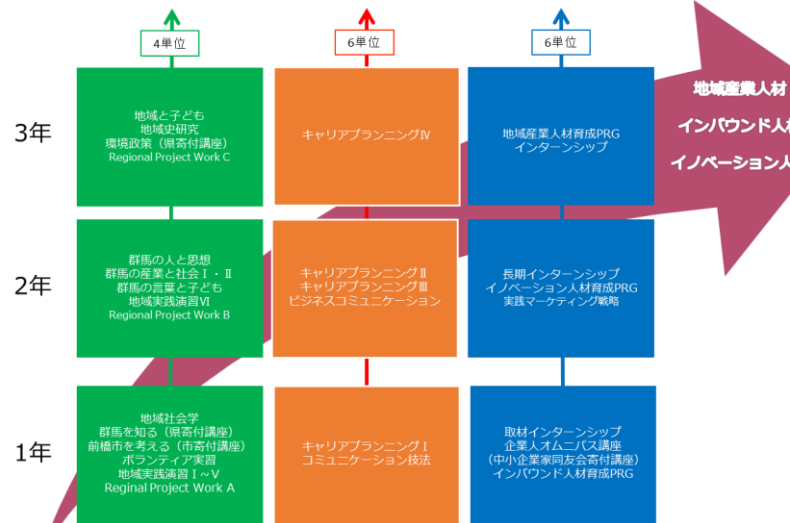 4単位
6単位
6単位
3年
地域と子ども
地域史研究
環境政策（県寄付講座）
Regional Project Work C
キャリアプランニングⅣ
地域産業人材育成PRG
インターンシップ
地域産業人材
インバウンド人材
イノベーション人
2年
群馬の人と思想
群馬の産業と社会Ⅰ・Ⅱ
群馬の言葉と子ども
地域実践演習Ⅵ
Regional Project Work B
キャリアプランニングⅡ
キャリアプランニングⅢ
ビジネスコミュニケーション
長期インターンシップ
イノベーション人材育成PRG
実践マーケティング戦略
1年
地域社会学
群馬を知る（県寄付講座）
前橋市を考える（市寄付講座）
ボランティア実習
地域実践演習Ⅰ～Ⅴ
Reginal Project Work A
キャリアプランニングⅠ
コミュニケーション技法
取材インターンシップ
企業人オムニバス講座
（中小企業家同友会寄付講座）
インバウンド人材育成PRG